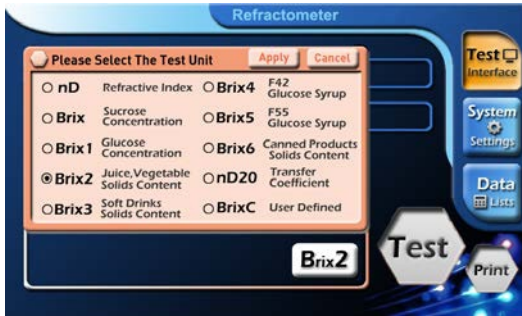 Refractometer
Please Select The Test Unit
Apply
Cancel
nD Refractive Index
Brix4 F42 Glucose Syrup
Brix Sucrose Concentration
Brix5 F55 Glucose Syrup
Brix1 Glucose Concentration
Brix6 Canned Products Solids Content
Brix2 Juice,Vegetable Solids Content
nD20 Transfer Coefficient
Brix3 Soft Drinks Solids Content
BrixC User Defined
Brix2
Test
Interface
System
Settings
Data
Lists
Test
Print